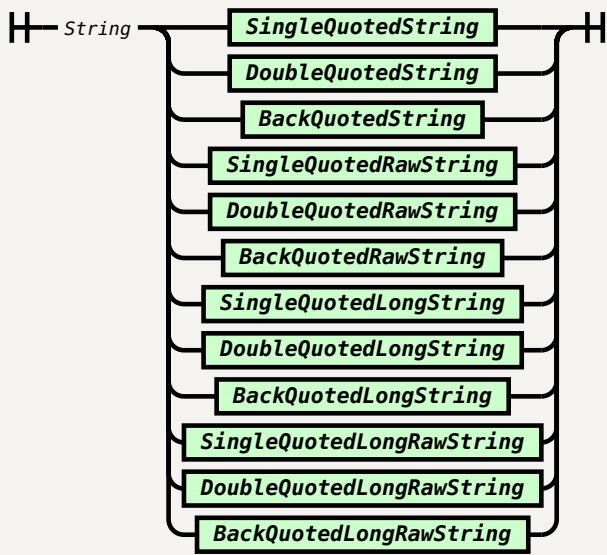 String
SingleQuotedString
DoubleQuotedString
BackQuotedString
SingleQuotedRawString
DoubleQuotedRawString
BackQuotedRawString
SingleQuotedLongString
DoubleQuotedLongString
BackQuotedLongString
SingleQuotedLongRawString
DoubleQuotedLongRawString
BackQuotedLongRawString